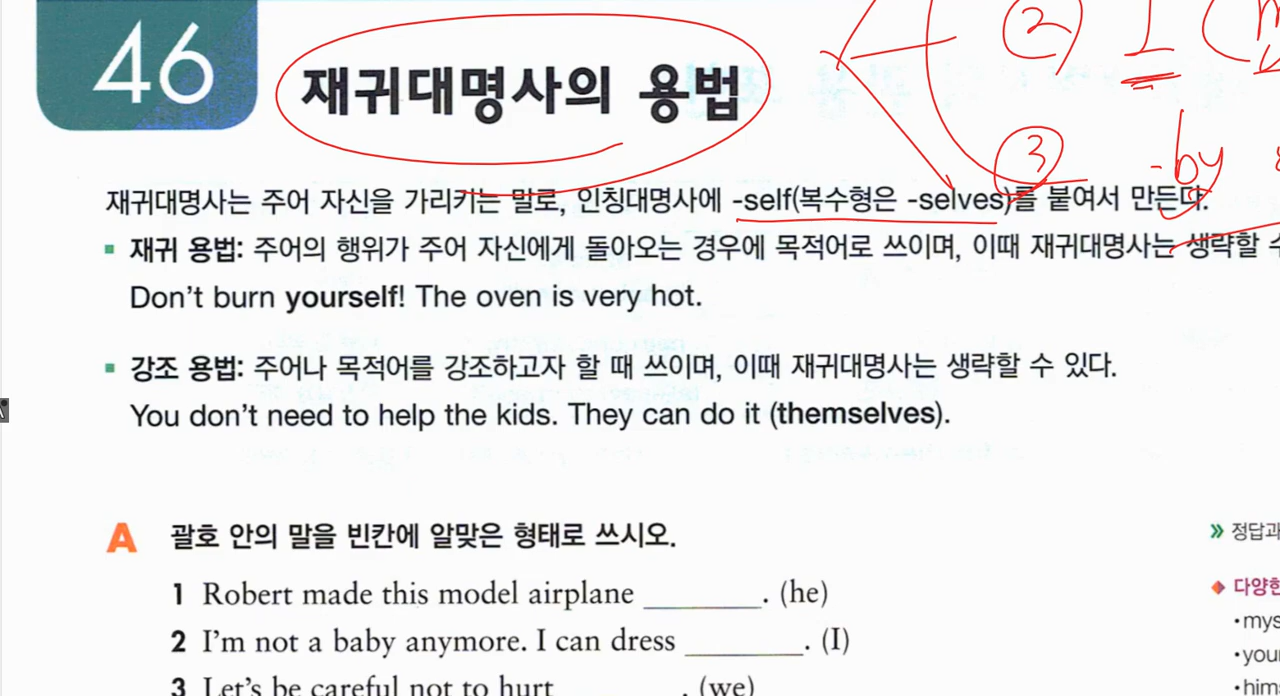 46
재귀대명사의 용법
② I (
③ -by
재귀대명사는 주어 자신을 가리키는 말로, 인칭대명사에 -self(복수형은 -selves)를 붙여서 만든다.
▪ 재귀 용법: 주어의 행위가 주어 자신에게 돌아오는 경우에 목적어로 쓰이며, 이때 재귀대명사는 생략할
Don't burn yourself! The oven is very hot.
▪ 강조 용법: 주어나 목적어를 강조하고자 할 때 쓰이며, 이때 재귀대명사는 생략할 수 있다.
You don't need to help the kids. They can do it (themselves).
A 괄호 안의 말을 빈칸에 알맞은 형태로 쓰시오.
1 Robert made this model airplane ________. (he)
2 I'm not a baby anymore. I can dress ________. (I)
3 Let's be careful not to hurt ________. (we)
» 정답과
◆ 다양한
•mys
•your
•hims